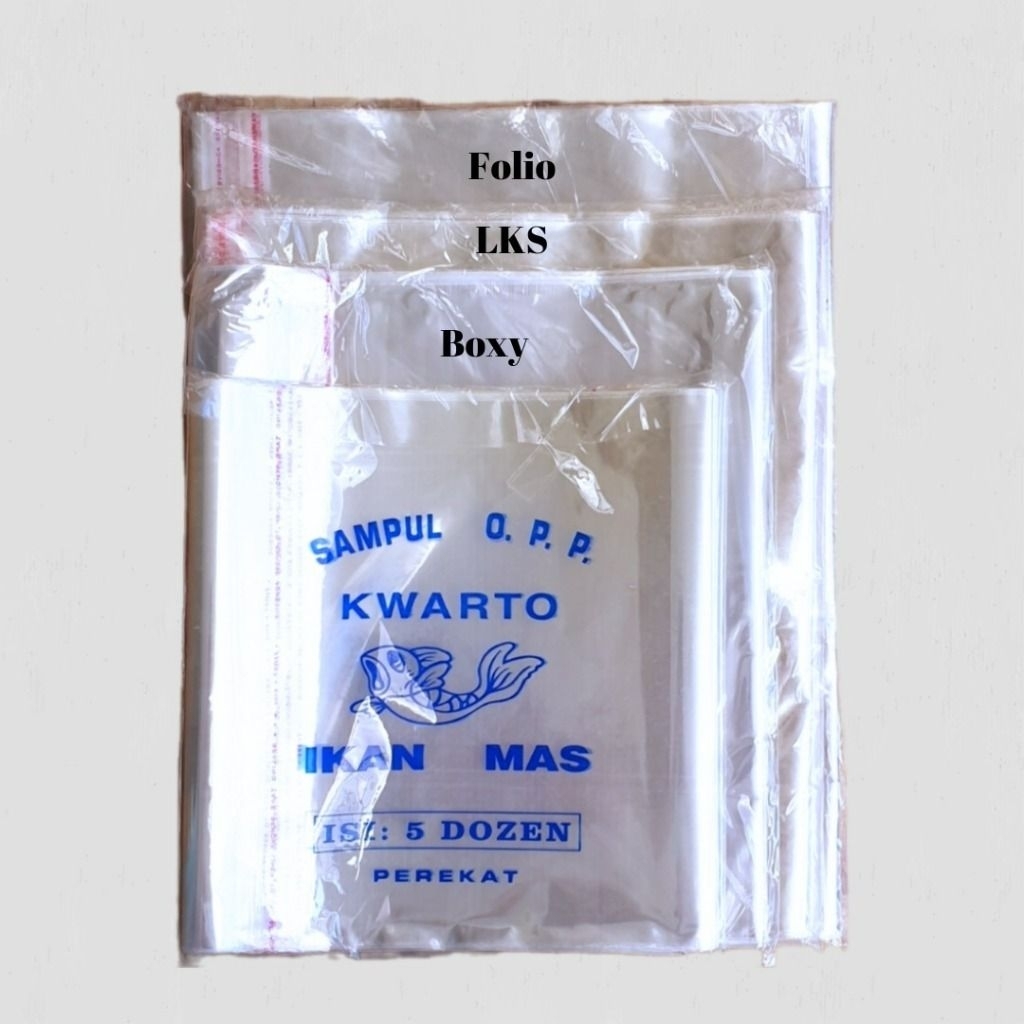 Folio
LKS
Boxy
SAMPUL O. P. P.
KWARTO
IKAN MAS
ISI: 5 DOZEN
PEREKAT